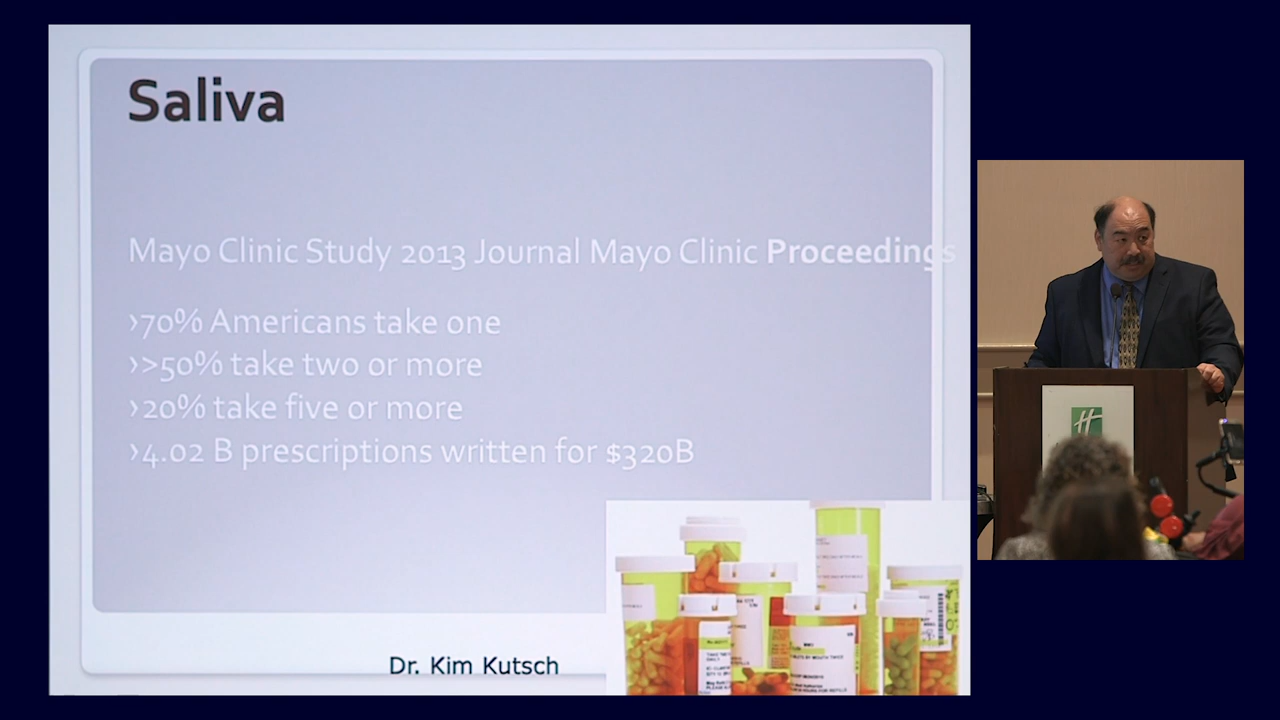 Saliva
Mayo Clinic Study 2013 Journal Mayo Clinic Proceedings
›70% Americans take one
›>50% take two or more
›20% take five or more
›4.02 B prescriptions written for $320B
Dr. Kim Kutsch